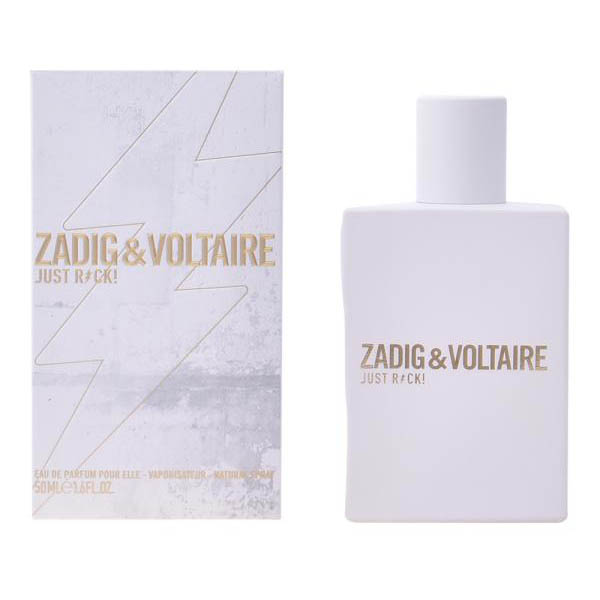 ZADIG&VOLTAIRE
JUST R⚡CK!
EAU DE PARFUM POUR ELLE - VAPORISATEUR - NATURAL SPRAY
50ML℮1.6FL.OZ.
ZADIG&VOLTAIRE
JUST R⚡CK!